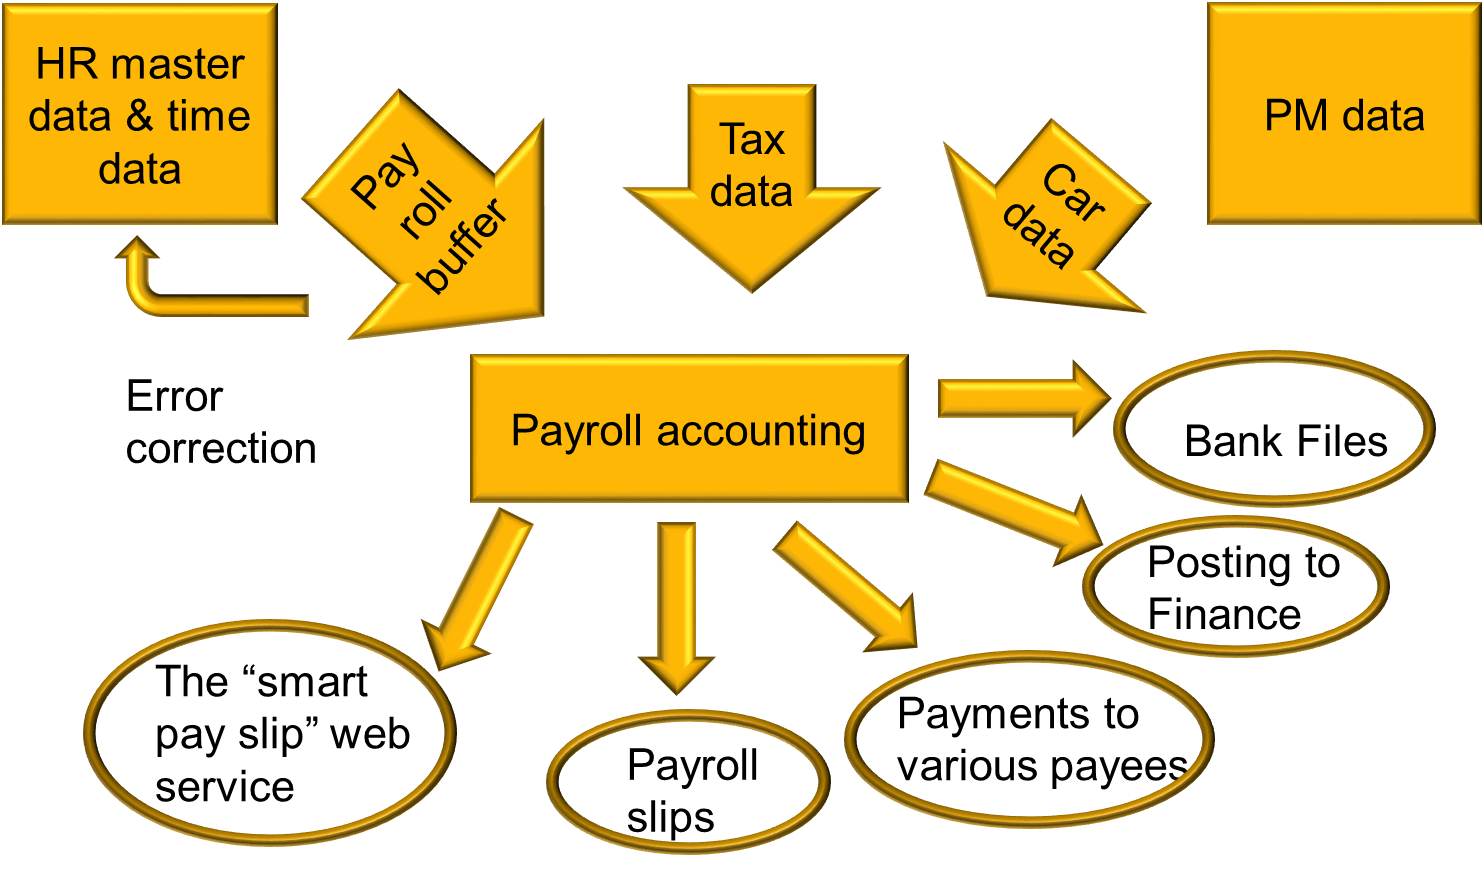 HR master
data & time
data
Pay
roll
buffer
Tax
data
Car
data
PM data
Error
correction
Payroll accounting
Bank Files
Posting to
Finance
The “smart
pay slip” web
service
Payroll
slips
Payments to
various payees